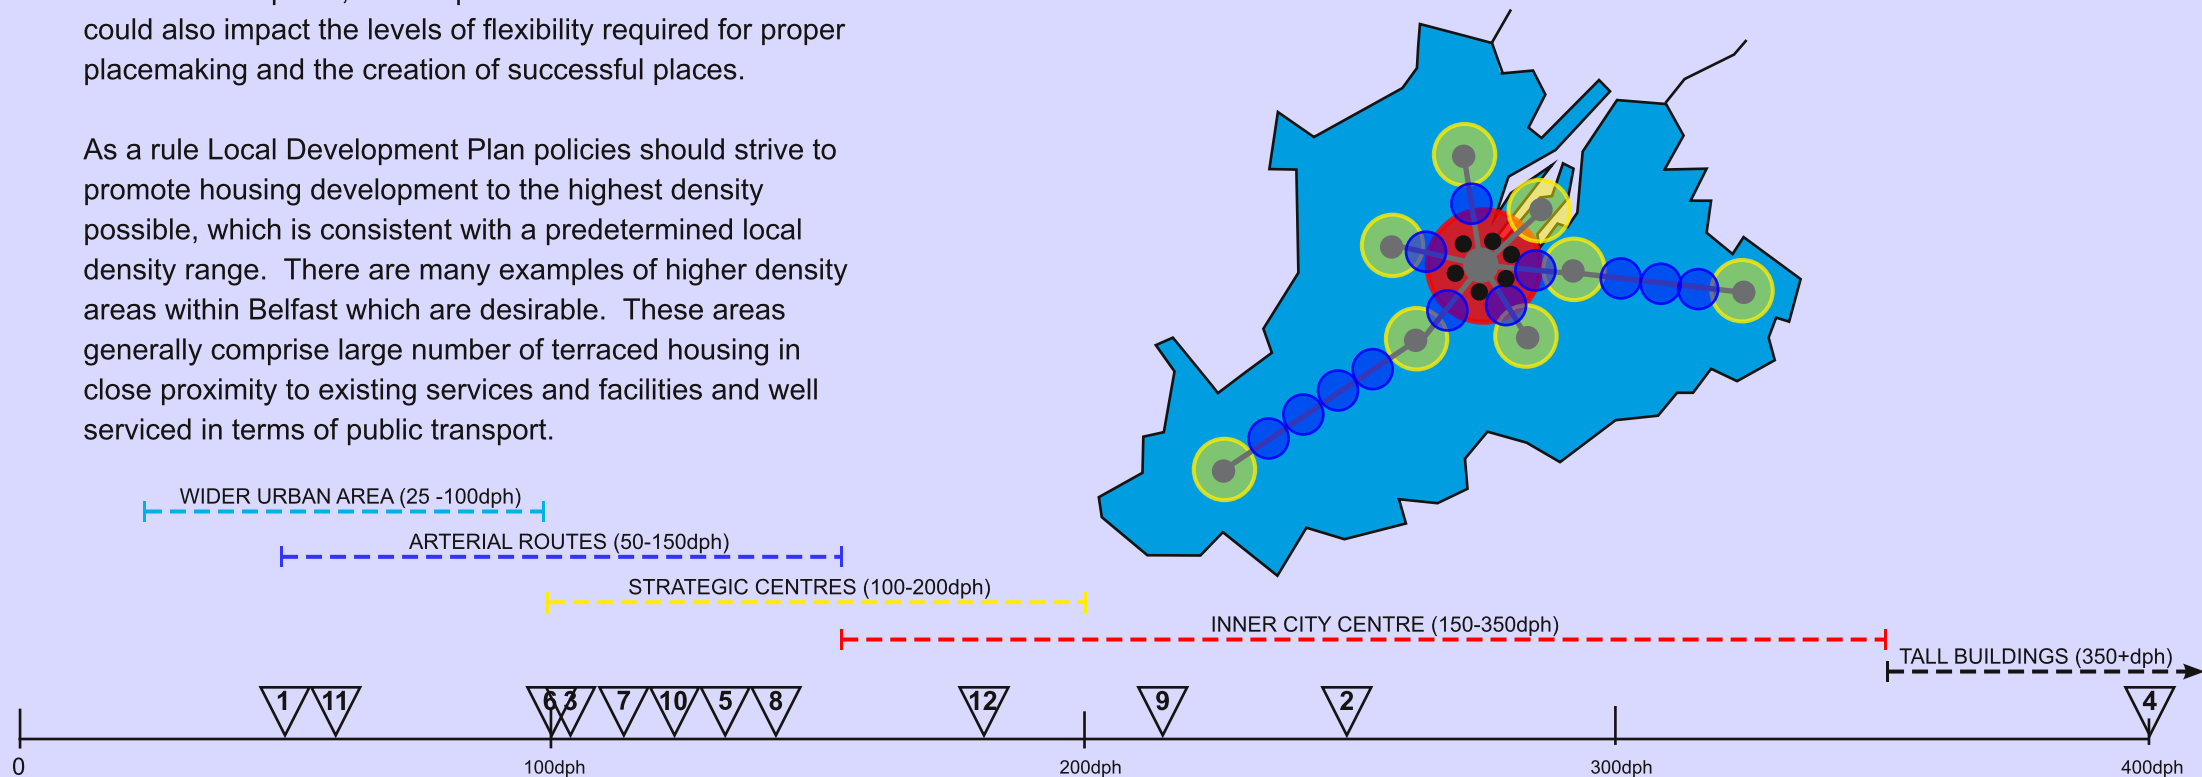 could also impact the levels of flexibility required for proper
placemaking and the creation of successful places.
As a rule Local Development Plan policies should strive to
promote housing development to the highest density
possible, which is consistent with a predetermined local
density range.  There are many examples of higher density
areas within Belfast which are desirable.  These areas
generally comprise large number of terraced housing in
close proximity to existing services and facilities and well
serviced in terms of public transport.
WIDER URBAN AREA (25 -100dph)
ARTERIAL ROUTES (50-150dph)
STRATEGIC CENTRES (100-200dph)
INNER CITY CENTRE (150-350dph)
TALL BUILDINGS (350+dph)
1 11 6 3 7 10 5 8 12 9 2 4
0 100dph 200dph 300dph 400dph